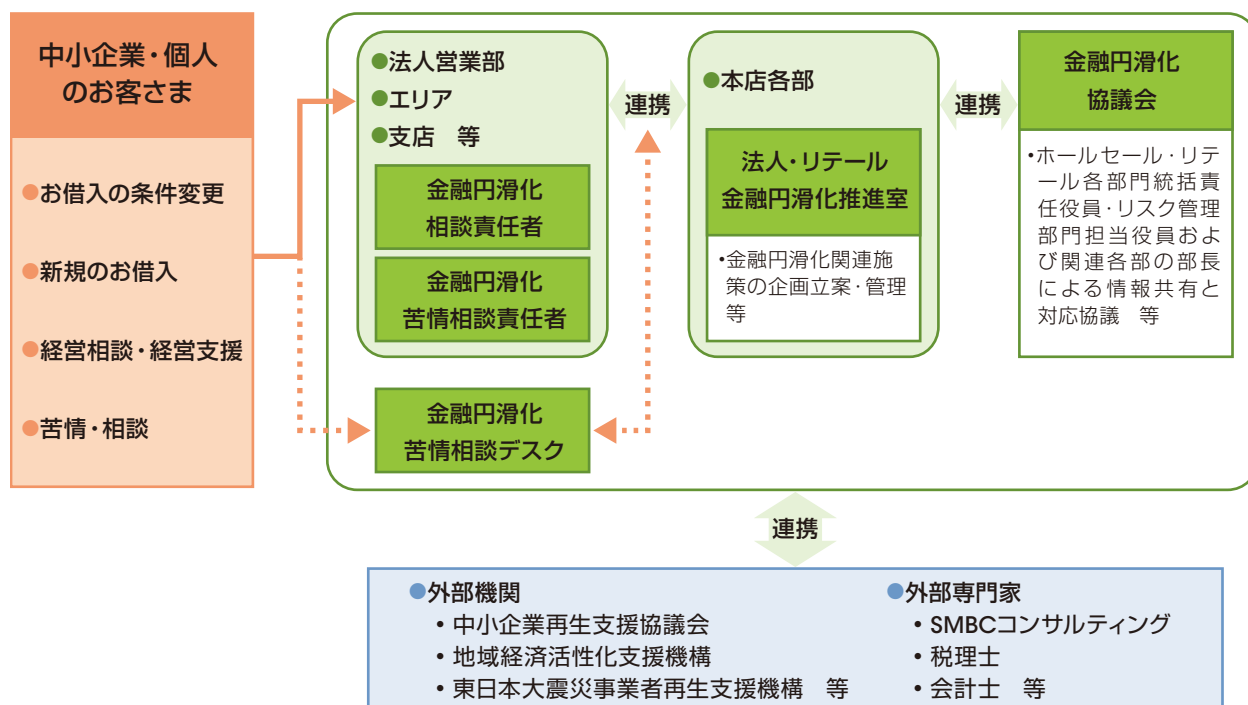 中小企業・個人
のお客さま
●お借入の条件変更
●新規のお借入
●経営相談・経営支援
●苦情・相談
●法人営業部
●エリア
●支店　等
金融円滑化
相談責任者
金融円滑化
苦情相談責任者
金融円滑化
苦情相談デスク
連携
●本店各部
法人・リテール
金融円滑化推進室
・金融円滑化関連施
策の企画立案・管理
等
連携
金融円滑化
協議会
・ホールセール・リテ
ール各部門統括責
任役員・リスク管理
部門担当役員およ
び関連各部の部長
による情報共有と
対応協議　等
連携
●外部機関
・中小企業再生支援協議会
・地域経済活性化支援機構
・東日本大震災事業者再生支援機構　等
●外部専門家
・SMBCコンサルティング
・税理士
・会計士　等